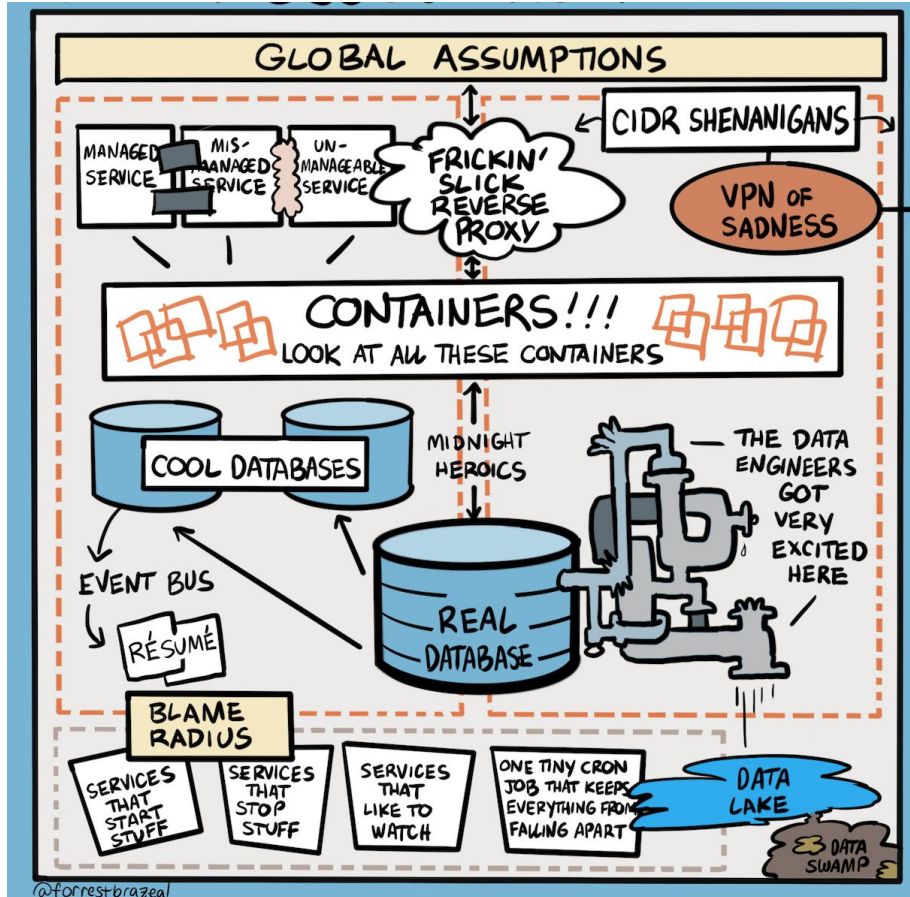 GLOBAL ASSUMPTIONS
MANAGED
SERVICE
MIS-
MANAGED
SERVICE
UN-
MANAGEABLE
SERVICE
FRICKIN'
SLICK
REVERSE
PROXY
CIDR SHENANIGANS
VPN OF
SADNESS
CONTAINERS!!!
LOOK AT ALL THESE CONTAINERS
COOL DATABASES
MIDNIGHT
HEROICS
THE DATA
ENGINEERS
GOT
VERY
EXCITED
HERE
EVENT BUS
RÉSUMÉ
REAL
DATABASE
BLAME
RADIUS
SERVICES
THAT
START
STUFF
SERVICES
THAT
STOP
STUFF
SERVICES
THAT
LIKE TO
WATCH
ONE TINY CRON
JOB THAT KEEPS
EVERYTHING FROM
FALLING APART
DATA
LAKE
DATA
SWAMP
@forrestbrazeal